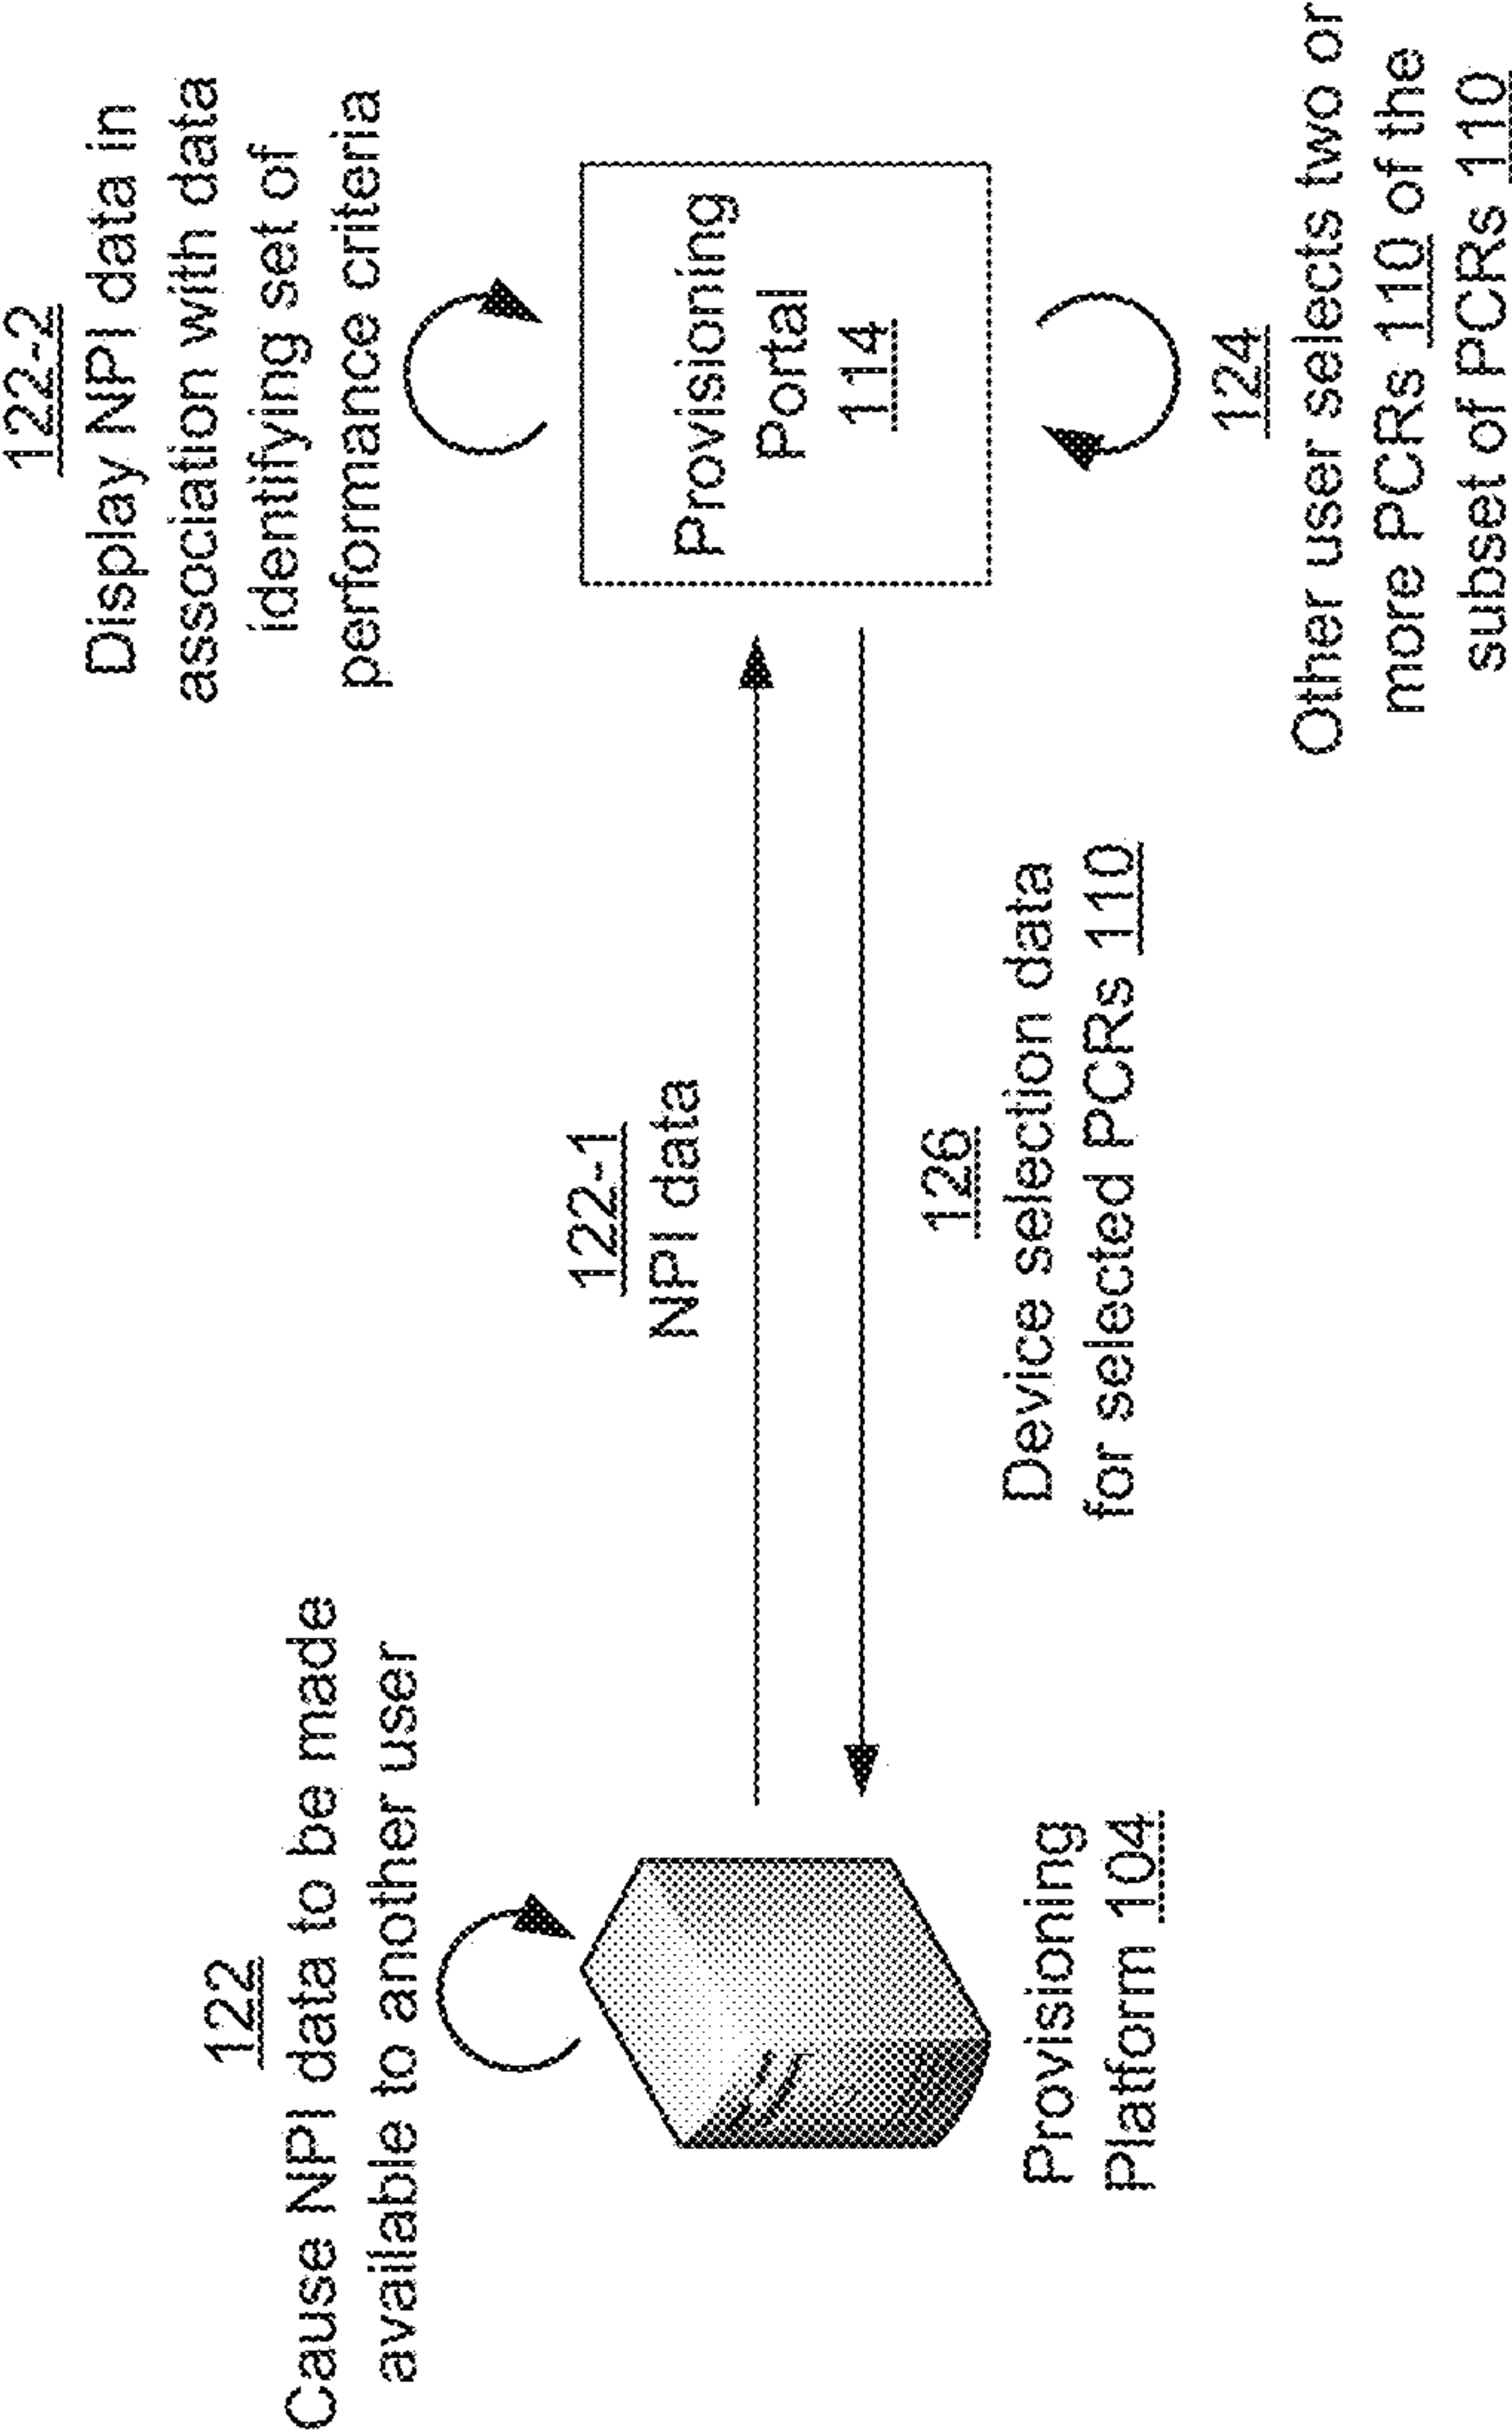 122
Cause NPI data to be made
available to another user
Provisioning
Platform 104
122-1
NPI data
126
Device selection data
for selected PCRs 110
122-2
Display NPI data in
association with data
identifying set of
performance criteria
Provisioning
Portal
114
124
Other user selects two or
more PCRs 110 of the
subset of PCRs 110